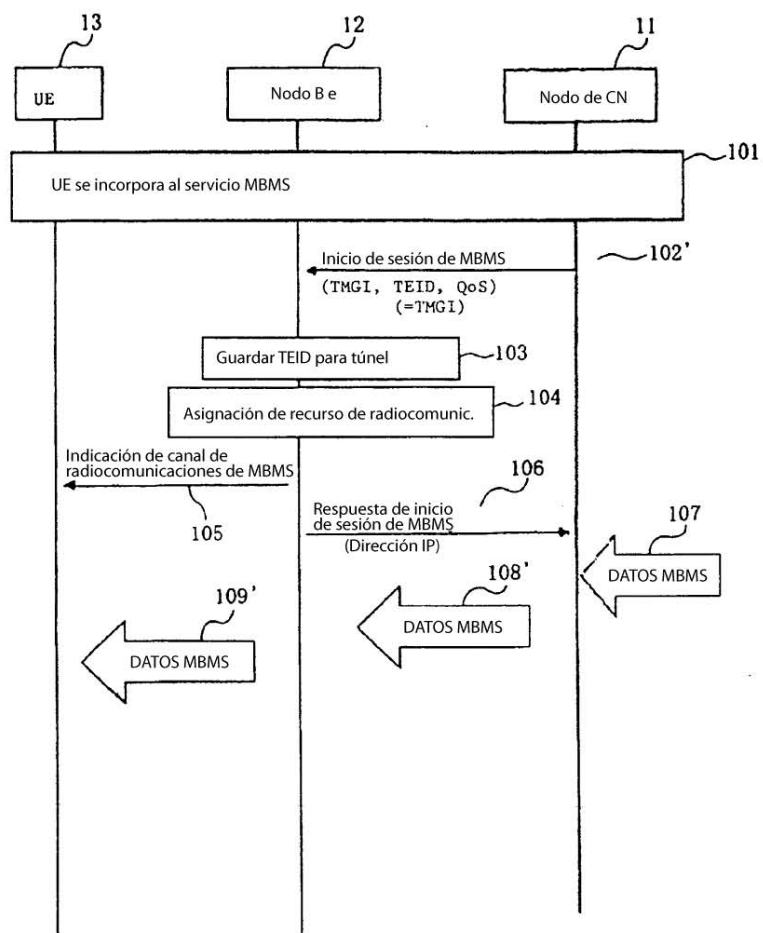 13
12
11
UE
Nodo B e
Nodo de CN
101
UE se incorpora al servicio MBMS
102'
Inicio de sesión de MBMS
(TMGI, TEID, QoS)
(=TMGI)
Guardar TEID para túnel
103
104
Asignación de recurso de radiocomunic.
Indicación de canal de
radiocomunicaciones de MBMS
105
106
Respuesta de inicio
de sesión de MBMS
(Dirección IP)
107
DATOS MBMS
108'
DATOS MBMS
109'
DATOS MBMS